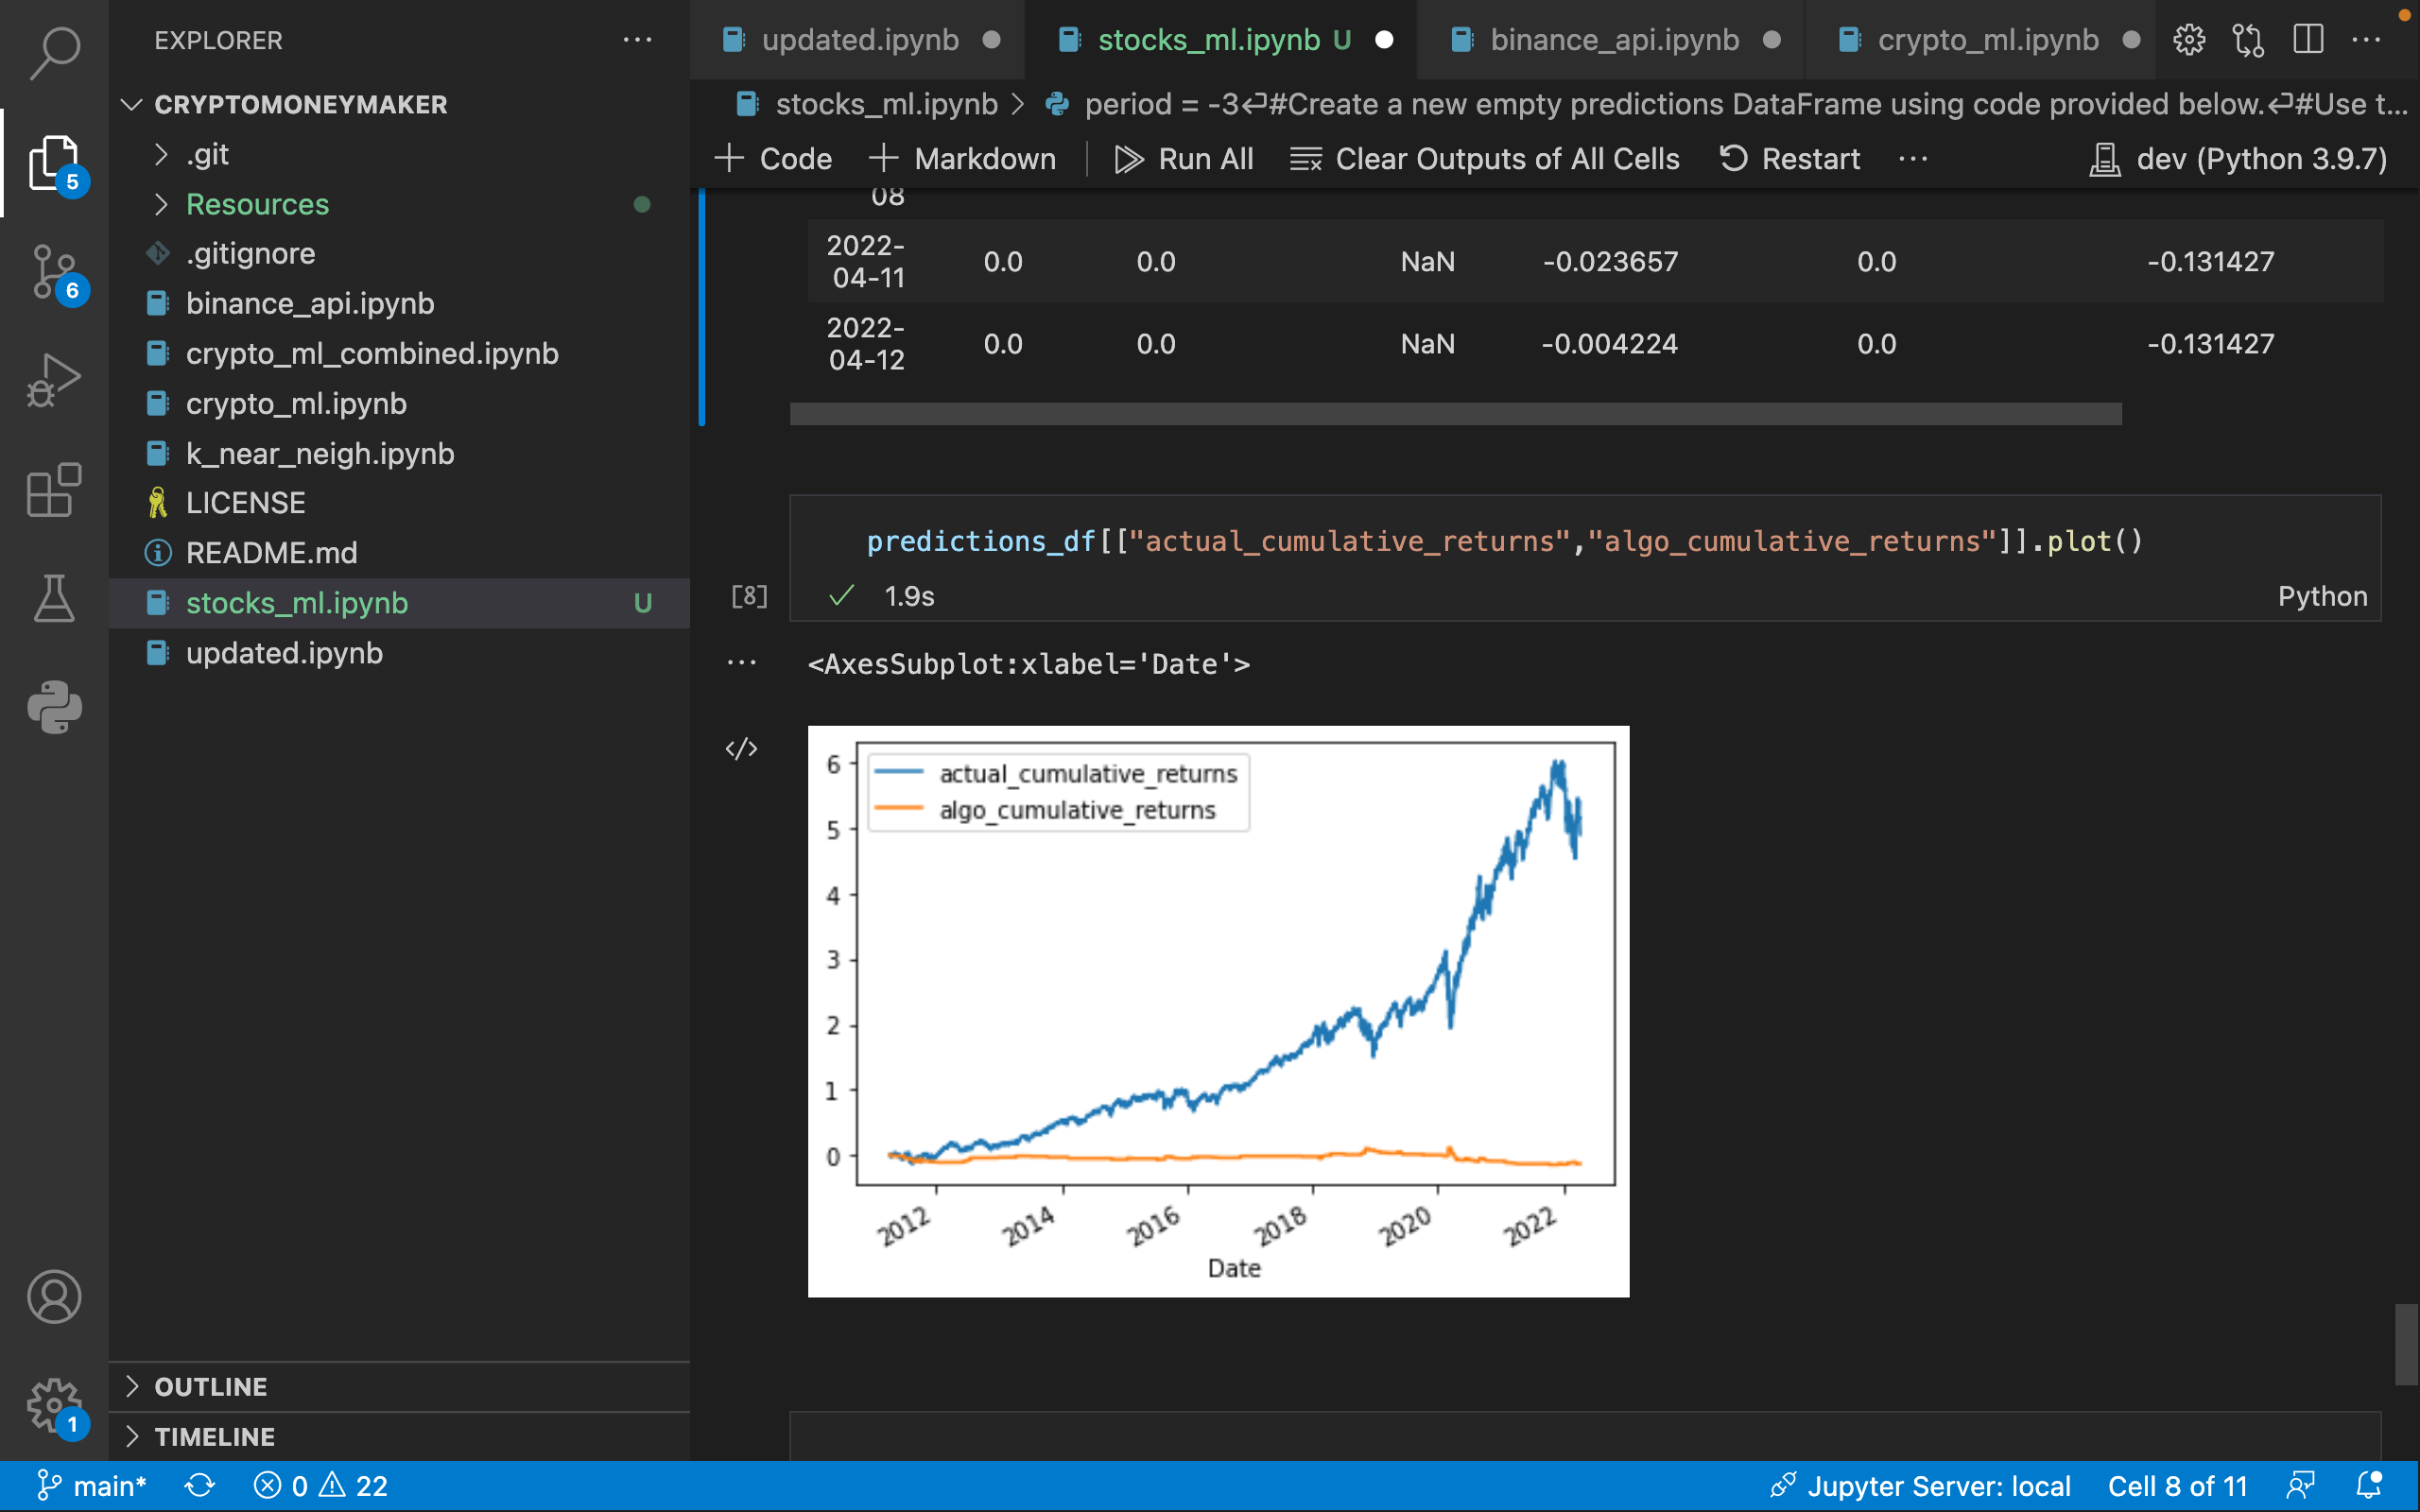 EXPLORER
CRYPTOMONEYMAKER
.git
Resources
.gitignore
binance_api.ipynb
crypto_ml_combined.ipynb
crypto_ml.ipynb
k_near_neigh.ipynb
LICENSE
README.md
stocks_ml.ipynb U
updated.ipynb
OUTLINE
TIMELINE
5
6
1
updated.ipynb stocks_ml.ipynb U binance_api.ipynb crypto_ml.ipynb
stocks_ml.ipynb > period = -3↵#Create a new empty predictions DataFrame using code provided below.↵#Use t...
+ Code + Markdown Run All Clear Outputs of All Cells Restart ... dev (Python 3.9.7)
08
2022-
04-11 0.0 0.0 NaN -0.023657 0.0 -0.131427
2022-
04-12 0.0 0.0 NaN -0.004224 0.0 -0.131427
predictions_df[["actual_cumulative_returns","algo_cumulative_returns"]].plot()
[8] 1.9s Python
<AxesSubplot:xlabel='Date'>
actual_cumulative_returns
algo_cumulative_returns
6
5
4
3
2
1
0
2012 2014 2016 2018 2020 2022
Date
main* 0 22 Jupyter Server: local Cell 8 of 11